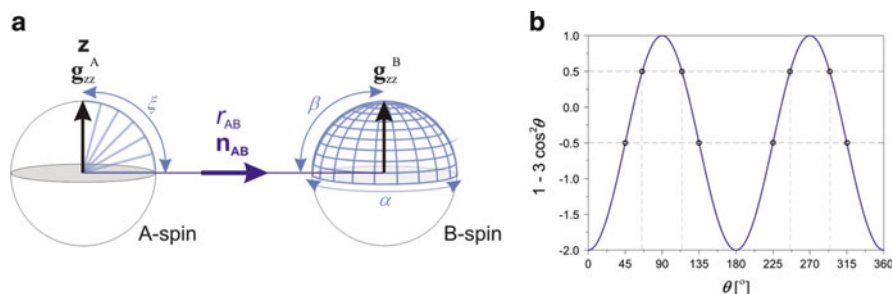 a
z
g_zz^A
ξ
r_AB
n_AB
β
g_zz^B
α
A-spin
B-spin
b
1 - 3 cos²θ
1.0
0.5
0.0
-0.5
-1.0
-1.5
-2.0
0 45 90 135 180 225 270 315 360
θ [°]